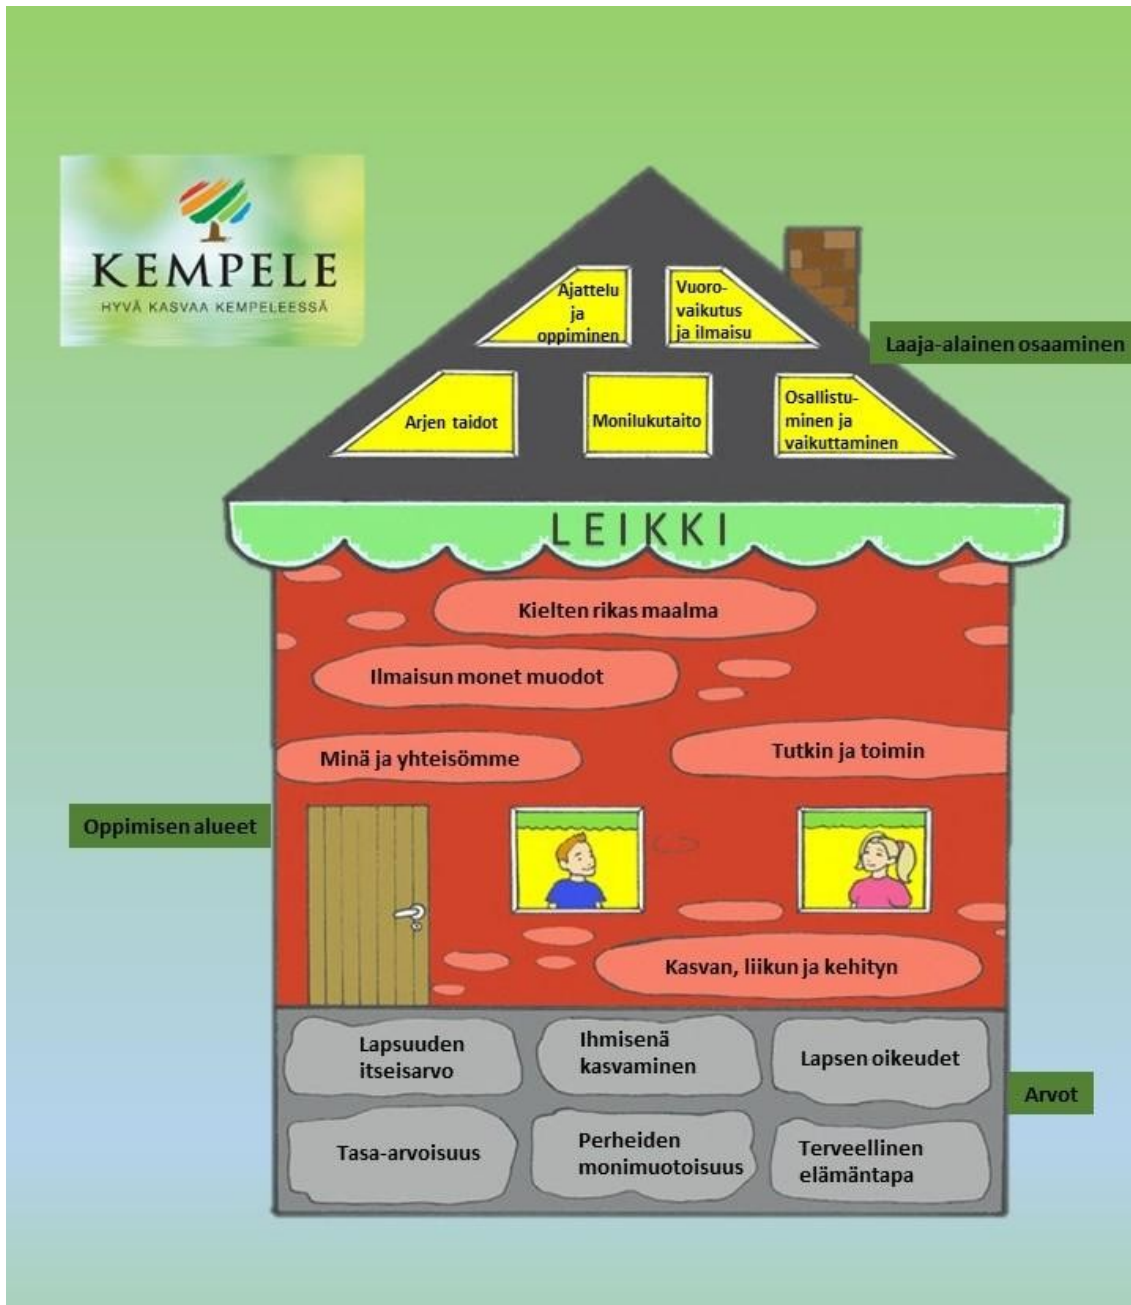 KEMPELE
HYVÄ KASVAA KEMPELEESSÄ
Ajattelu
ja
oppiminen
Vuoro-
vaikutus
ja ilmaisu
Laaja-alainen osaaminen
Arjen taidot
Monilukutaito
Osallistu-
minen ja
vaikuttaminen
LEIKKI
Kielten rikas maalma
Ilmaisun monet muodot
Minä ja yhteisömme
Tutkin ja toimin
Oppimisen alueet
Kasvan, liikun ja kehityn
Lapsuuden
itseisarvo
Ihmisenä
kasvaminen
Lapsen oikeudet
Arvot
Tasa-arvoisuus
Perheiden
monimuotoisuus
Terveellinen
elämäntapa